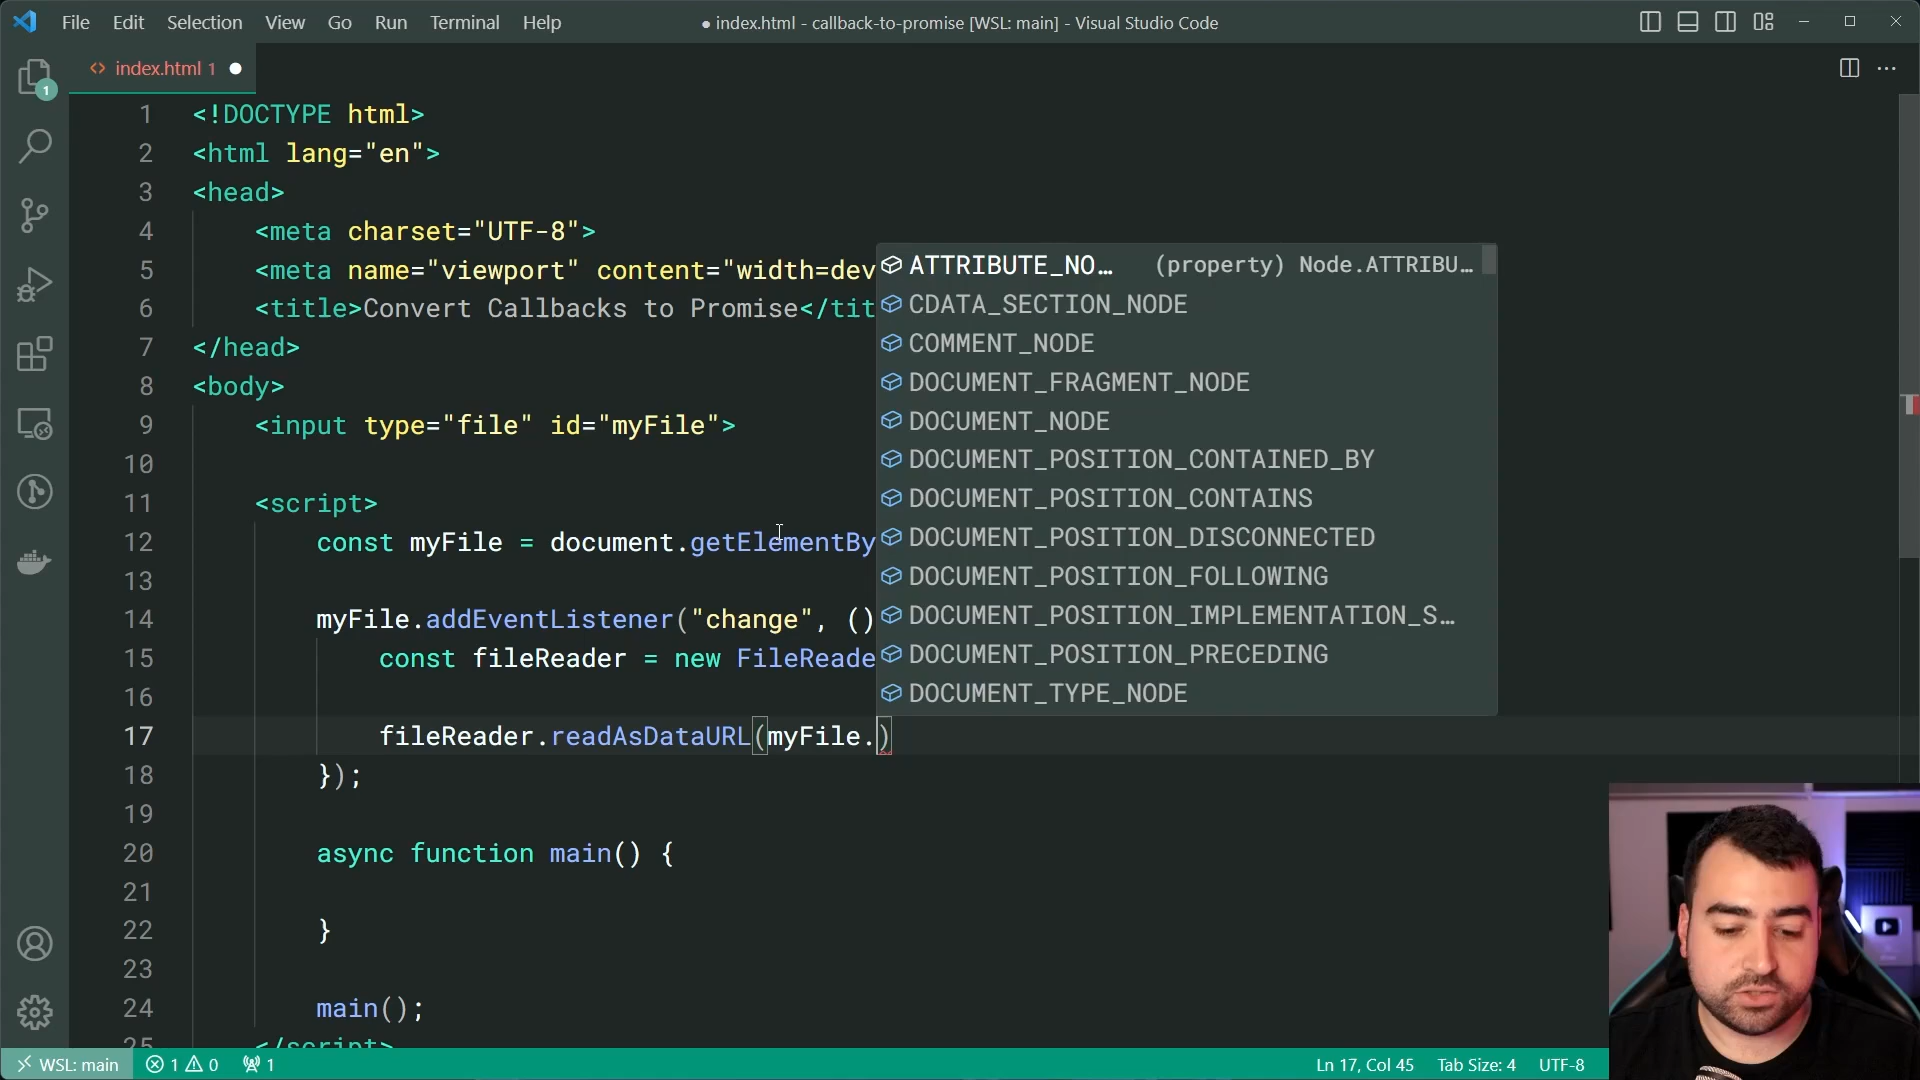 File Edit Selection View Go Run Terminal Help
● index.html - callback-to-promise [WSL: main] - Visual Studio Code
1
<> index.html 1 ●
1 <!DOCTYPE html>
2 <html lang="en">
3 <head>
4 <meta charset="UTF-8">
5 <meta name="viewport" content="width=dev
6 <title>Convert Callbacks to Promise</tit
7 </head>
8 <body>
9 <input type="file" id="myFile">
10
11 <script>
12 const myFile = document.getElementBy
13
14 myFile.addEventListener("change", ()
15 const fileReader = new FileReade
16
17 fileReader.readAsDataURL(myFile.)
18 });
19
20 async function main() {
21
22 }
23
24 main();
25 </script>
ATTRIBUTE_NO… (property) Node.ATTRIBU…
CDATA_SECTION_NODE
COMMENT_NODE
DOCUMENT_FRAGMENT_NODE
DOCUMENT_NODE
DOCUMENT_POSITION_CONTAINED_BY
DOCUMENT_POSITION_CONTAINS
DOCUMENT_POSITION_DISCONNECTED
DOCUMENT_POSITION_FOLLOWING
DOCUMENT_POSITION_IMPLEMENTATION_S…
DOCUMENT_POSITION_PRECEDING
DOCUMENT_TYPE_NODE
WSL: main 1 0 1 Ln 17, Col 45 Tab Size: 4 UTF-8